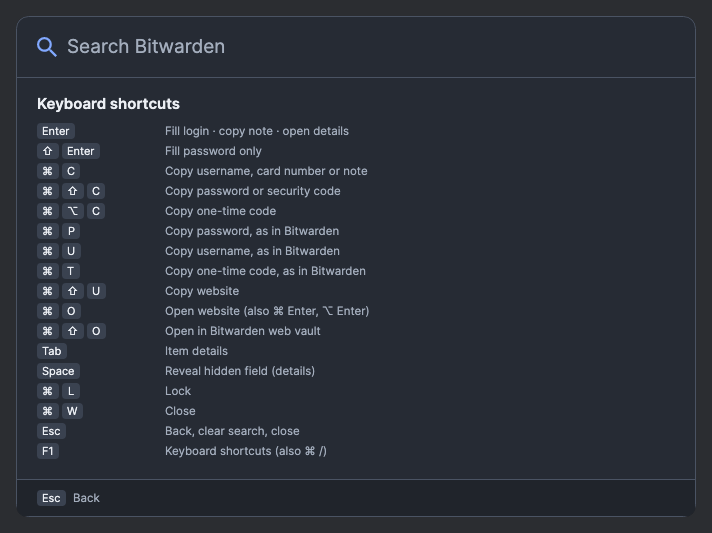 Search Bitwarden
Keyboard shortcuts
Enter Fill login · copy note · open details
⇧ Enter Fill password only
⌘ C Copy username, card number or note
⌘ ⇧ C Copy password or security code
⌘ ⌥ C Copy one-time code
⌘ P Copy password, as in Bitwarden
⌘ U Copy username, as in Bitwarden
⌘ T Copy one-time code, as in Bitwarden
⌘ ⇧ U Copy website
⌘ O Open website (also ⌘ Enter, ⌥ Enter)
⌘ ⇧ O Open in Bitwarden web vault
Tab Item details
Space Reveal hidden field (details)
⌘ L Lock
⌘ W Close
Esc Back, clear search, close
F1 Keyboard shortcuts (also ⌘ /)
Esc Back